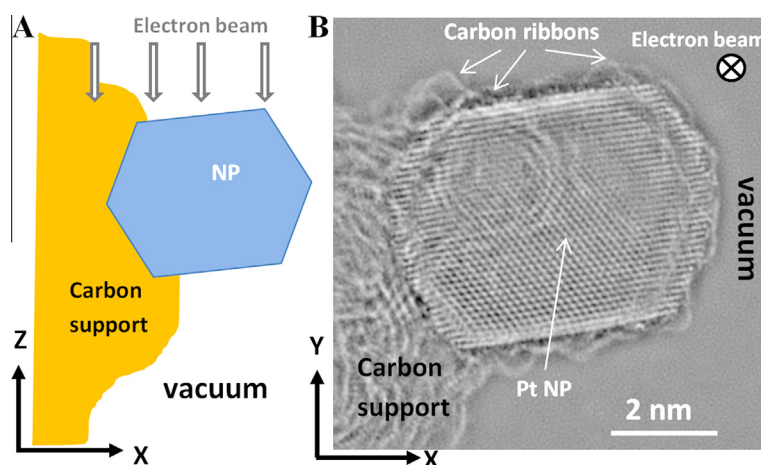 A
Electron beam
NP
Carbon
support
Z
vacuum
X
B
Carbon ribbons
Electron beam
vacuum
Y
Carbon
support
Pt NP
2 nm
X